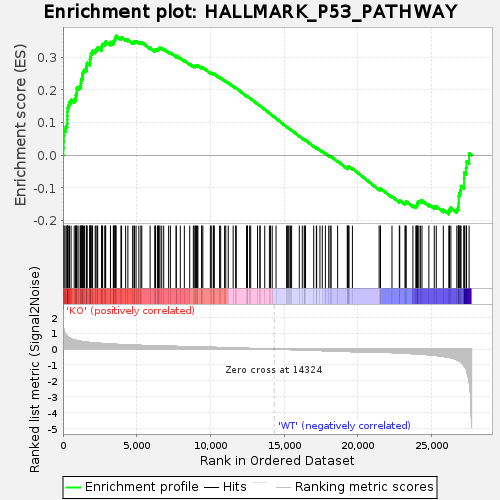 Enrichment plot: HALLMARK_P53_PATHWAY
Enrichment score (ES)
0.3
0.2
0.1
0.0
-0.1
-0.2
'KO' (positively correlated)
Ranked list metric (Signal2Noise)
2
1
0
-1
-2
-3
-4
-5
Zero cross at 14324
'WT' (negatively correlated)
0
5,000
10,000
15,000
20,000
25,000
Rank in Ordered Dataset
Enrichment profile
Hits
Ranking metric scores